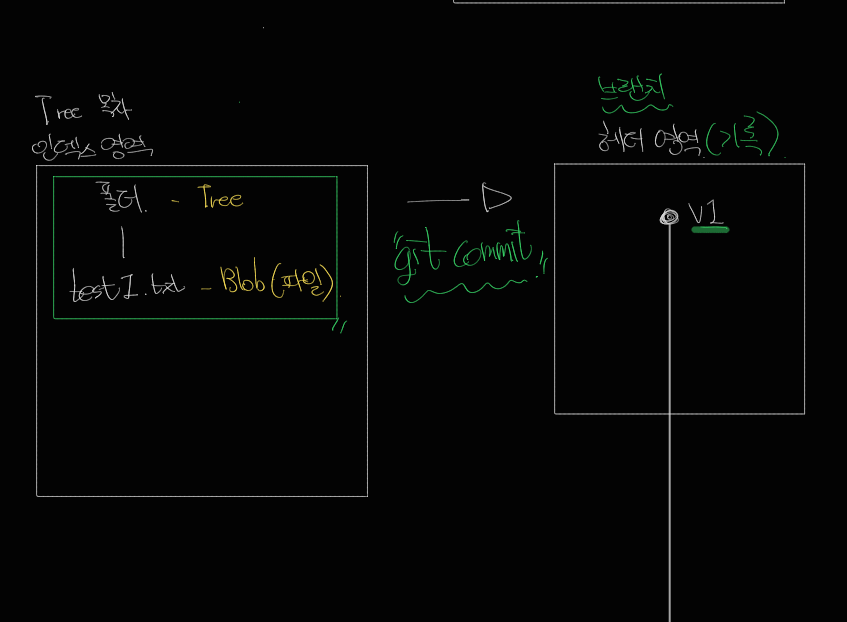 Tree 목차
인덱스 영역
폴더. - Tree
test1.txt - Blob(파일)
"git commit"
브랜치
헤더 영역(기록)
V1